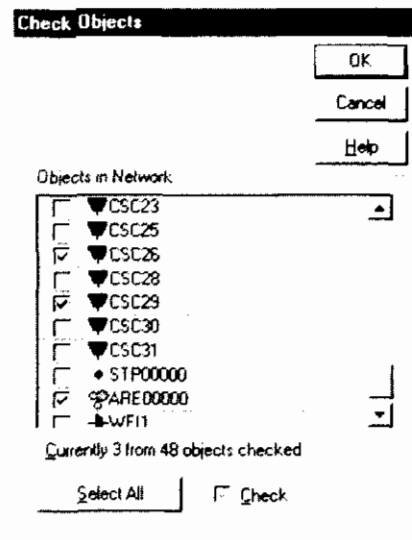 Check Objects
OK
Cancel
Help
Objects in Network
CSC23
CSC25
CSC26
CSC28
CSC29
CSC30
CSC31
STP00000
ARE00000
WFI1
Currently 3 from 48 objects checked
Select All
Check